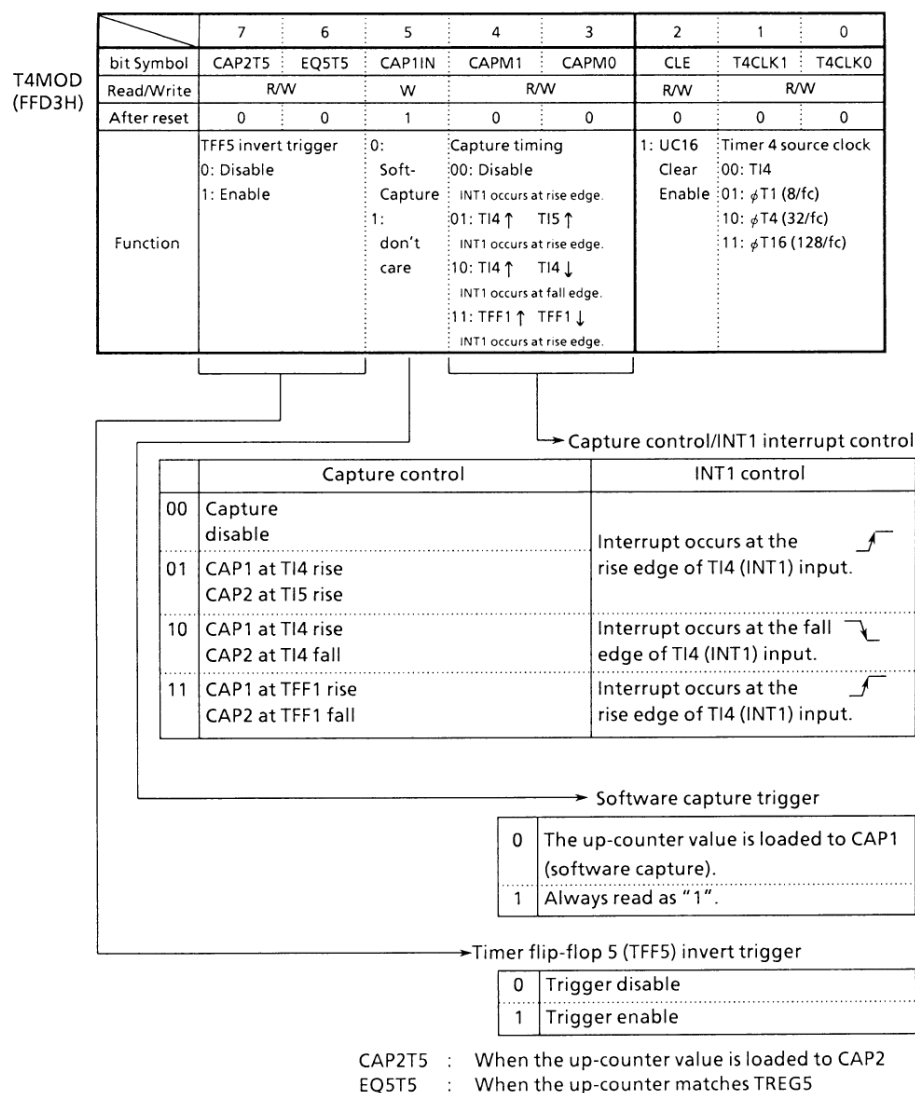 7 6 5 4 3 2 1 0
T4MOD
(FFD3H)
bit Symbol CAP2T5 EQ5T5 CAP1IN CAPM1 CAPM0 CLE T4CLK1 T4CLK0
Read/Write R/W W R/W R/W R/W
After reset 0 0 1 0 0 0 0 0
Function
TFF5 invert trigger
0: Disable
1: Enable
0:
Soft-
Capture
1:
don't
care
Capture timing
00: Disable
INT1 occurs at rise edge.
01: TI4 ↑ TI5 ↑
INT1 occurs at rise edge.
10: TI4 ↑ TI4 ↓
INT1 occurs at fall edge.
11: TFF1 ↑ TFF1 ↓
INT1 occurs at rise edge.
1: UC16
Clear
Enable
Timer 4 source clock
00: TI4
01: ϕT1 (8/fc)
10: ϕT4 (32/fc)
11: ϕT16 (128/fc)
Capture control/INT1 interrupt control
Capture control INT1 control
00 Capture
disable
01 CAP1 at TI4 rise
CAP2 at TI5 rise
Interrupt occurs at the
rise edge of TI4 (INT1) input.
10 CAP1 at TI4 rise
CAP2 at TI4 fall
Interrupt occurs at the fall
edge of TI4 (INT1) input.
11 CAP1 at TFF1 rise
CAP2 at TFF1 fall
Interrupt occurs at the
rise edge of TI4 (INT1) input.
Software capture trigger
0 The up-counter value is loaded to CAP1
(software capture).
1 Always read as "1".
Timer flip-flop 5 (TFF5) invert trigger
0 Trigger disable
1 Trigger enable
CAP2T5 : When the up-counter value is loaded to CAP2
EQ5T5 : When the up-counter matches TREG5